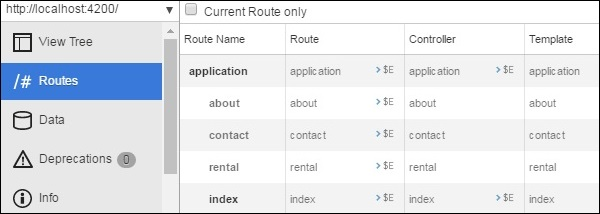 http://localhost:4200/ ▼
Current Route only
View Tree
/# Routes
Data
Deprecations 0
Info
Route Name Route Controller Template
application application >$E application >$E application
about about >$E about about
contact contact >$E contact contact
rental rental >$E rental rental
index index >$E index >$E index